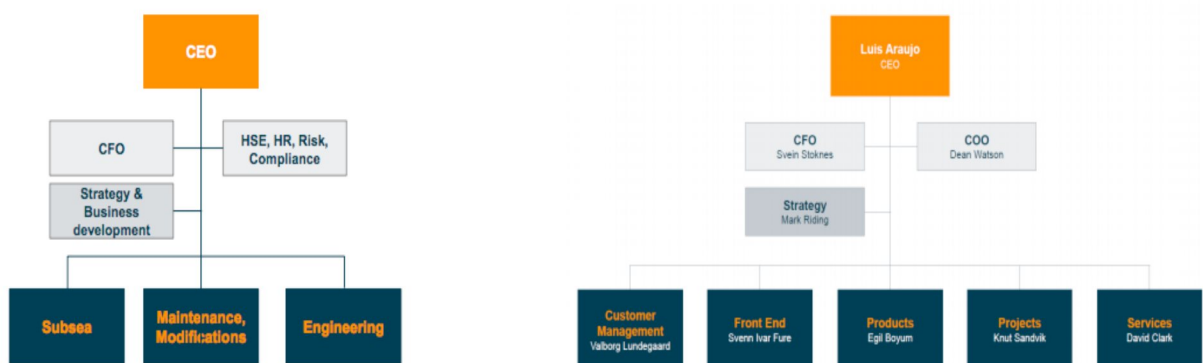 CEO
CFO
HSE, HR, Risk,
Compliance
Strategy &
Business
development
Subsea
Maintenance,
Modifications
Engineering
Luis Araujo
CEO
CFO
Svein Stoknes
COO
Dean Watson
Strategy
Mark Riding
Customer
Management
Valborg Lundegaard
Front End
Svenn Ivar Fure
Products
Egil Boyum
Projects
Knut Sandvik
Services
David Clark